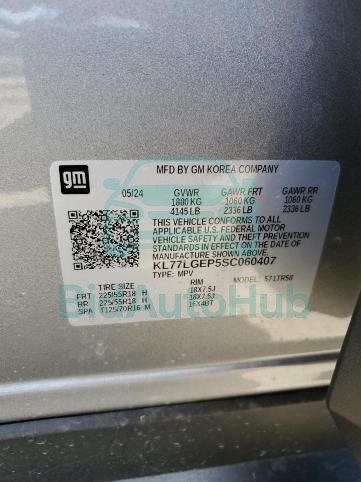 gm
MFD BY GM KOREA COMPANY
05/24 GVWR GAWR FRT GAWR RR
1880 KG 1060 KG 1060 KG
4145 LB 2336 LB 2336 LB
THIS VEHICLE CONFORMS TO ALL
APPLICABLE U.S. FEDERAL MOTOR
VEHICLE SAFETY AND
THEFT PREVENTION STANDARDS IN
EFFECT ON THE DATE OF
MANUFACTURE SHOWN ABOVE.
KL77LGEP5SC060407
TYPE: MPV MODEL: 571TR58
TIRE SIZE RIM
FRT 225/55R18 H 18X7.5J
RR 225/55R18 H 18X7.5J
SPA T125/70R16 M 16X4BT
BidAutoHub